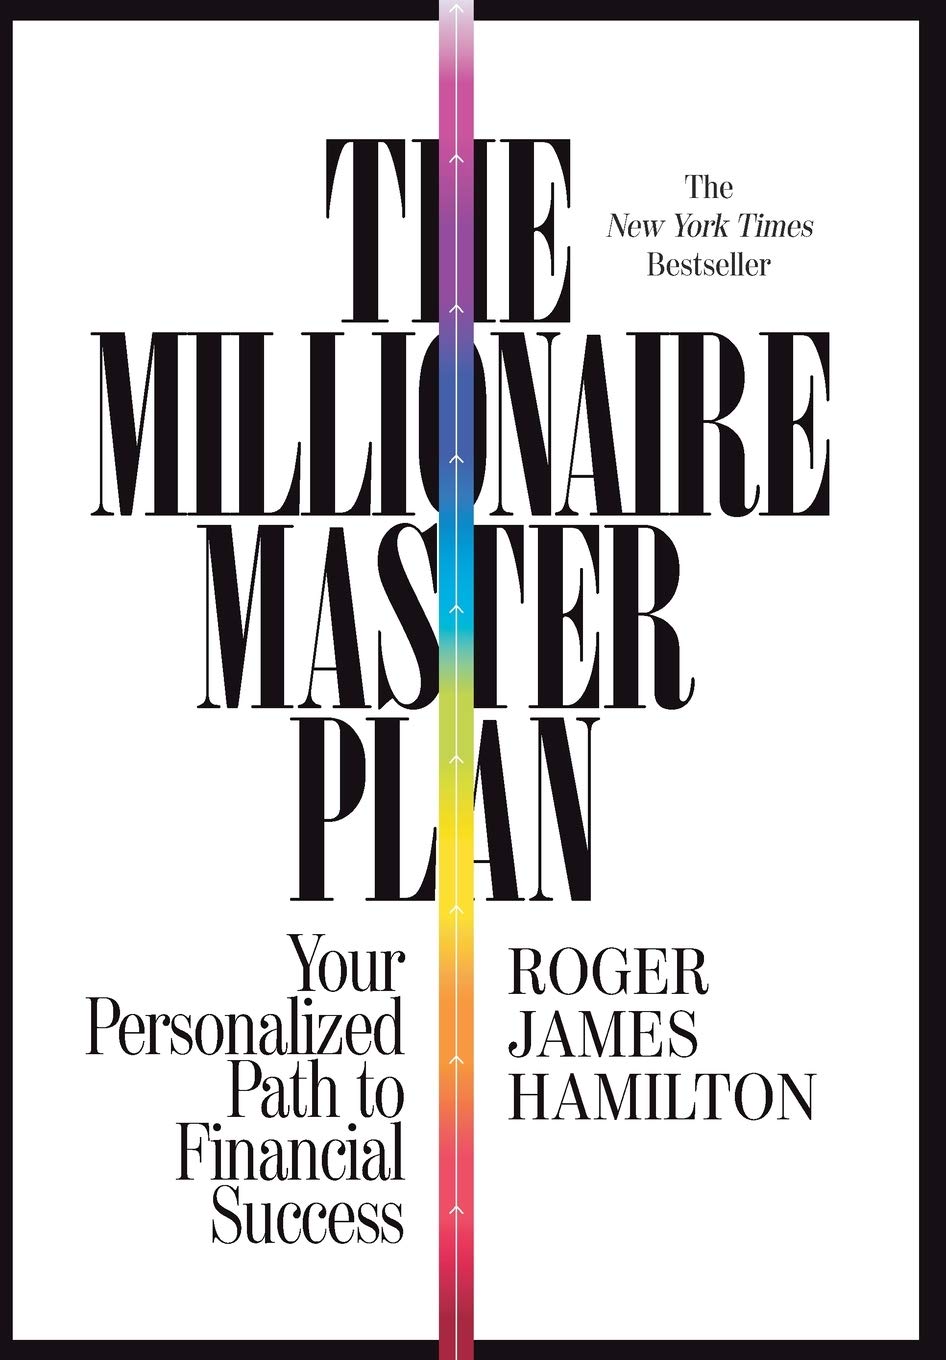 THE
The
New York Times
Bestseller
MILLIONAIRE
MASTER
PLAN
Your
Personalized
Path to
Financial
Success
ROGER
JAMES
HAMILTON